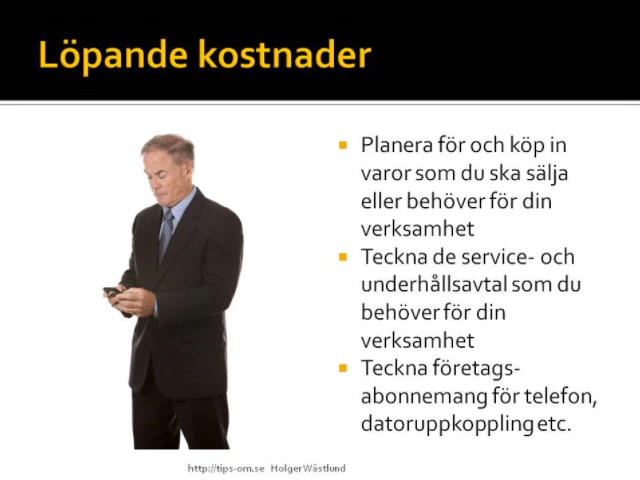 Löpande kostnader
Planera för och köp in
varor som du ska sälja
eller behöver för din
verksamhet
Teckna de service- och
underhållsavtal som du
behöver för din
verksamhet
Teckna företags-
abonnemang för telefon,
datoruppkoppling etc.
http://tips-om.se Holger Wästlund